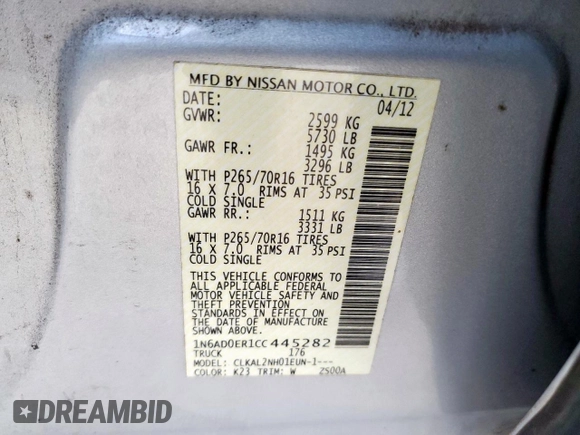 MFD BY NISSAN MOTOR CO., LTD.
DATE: 04/12
GVWR: 2599 KG
5730 LB
GAWR FR.: 1495 KG
3296 LB
WITH P265/70R16 TIRES
16 X 7.0 RIMS AT 35 PSI
COLD SINGLE
GAWR RR.: 1511 KG
3331 LB
WITH P265/70R16 TIRES
16 X 7.0 RIMS AT 35 PSI
COLD SINGLE
THIS VEHICLE CONFORMS TO
ALL APPLICABLE FEDERAL
MOTOR VEHICLE SAFETY AND
THEFT PREVENTION
STANDARDS IN EFFECT ON
THE DATE OF MANUFACTURE
SHOWN ABOVE.
1N6AD0ER1CC445282
TRUCK 176
MODEL: CLKAL2NH01EUN-1---
COLOR: K23 TRIM: W 2S00A
DREAMBID